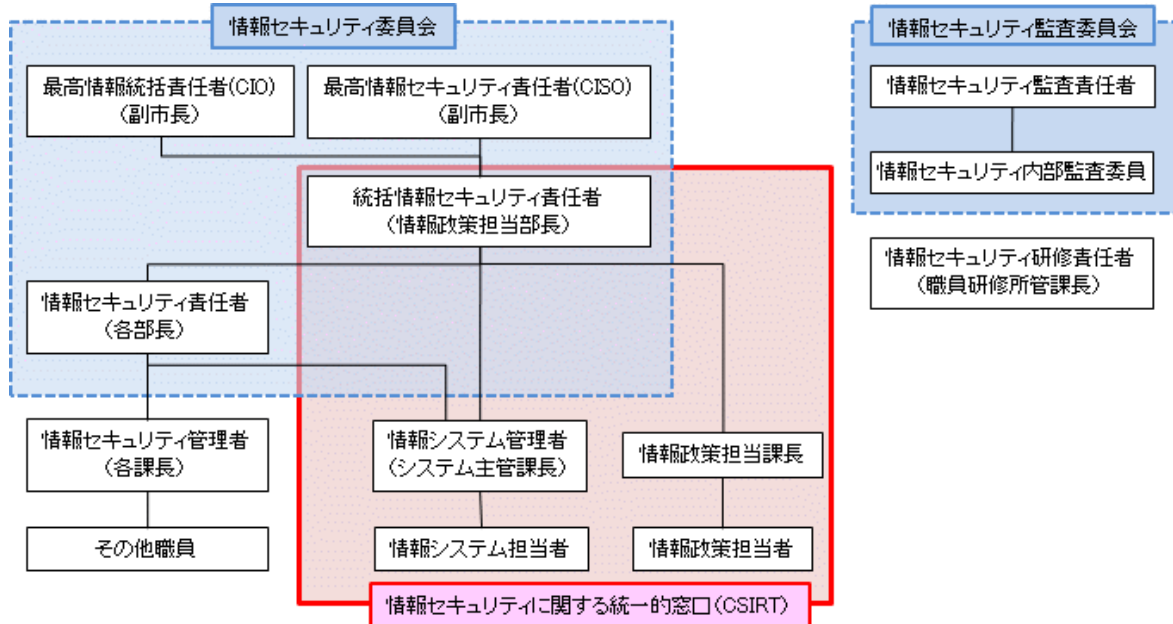 情報セキュリティ委員会
最高情報統括責任者(CIO)
(副市長)
最高情報セキュリティ責任者(CISO)
(副市長)
統括情報セキュリティ責任者
(情報政策担当部長)
情報セキュリティ責任者
(各部長)
情報セキュリティ管理者
(各課長)
その他職員
情報システム管理者
(システム主管課長)
情報システム担当者
情報政策担当課長
情報政策担当者
情報セキュリティに関する統一的窓口(CSIRT)
情報セキュリティ監査委員会
情報セキュリティ監査責任者
情報セキュリティ内部監査委員
情報セキュリティ研修責任者
(職員研修所管課長)